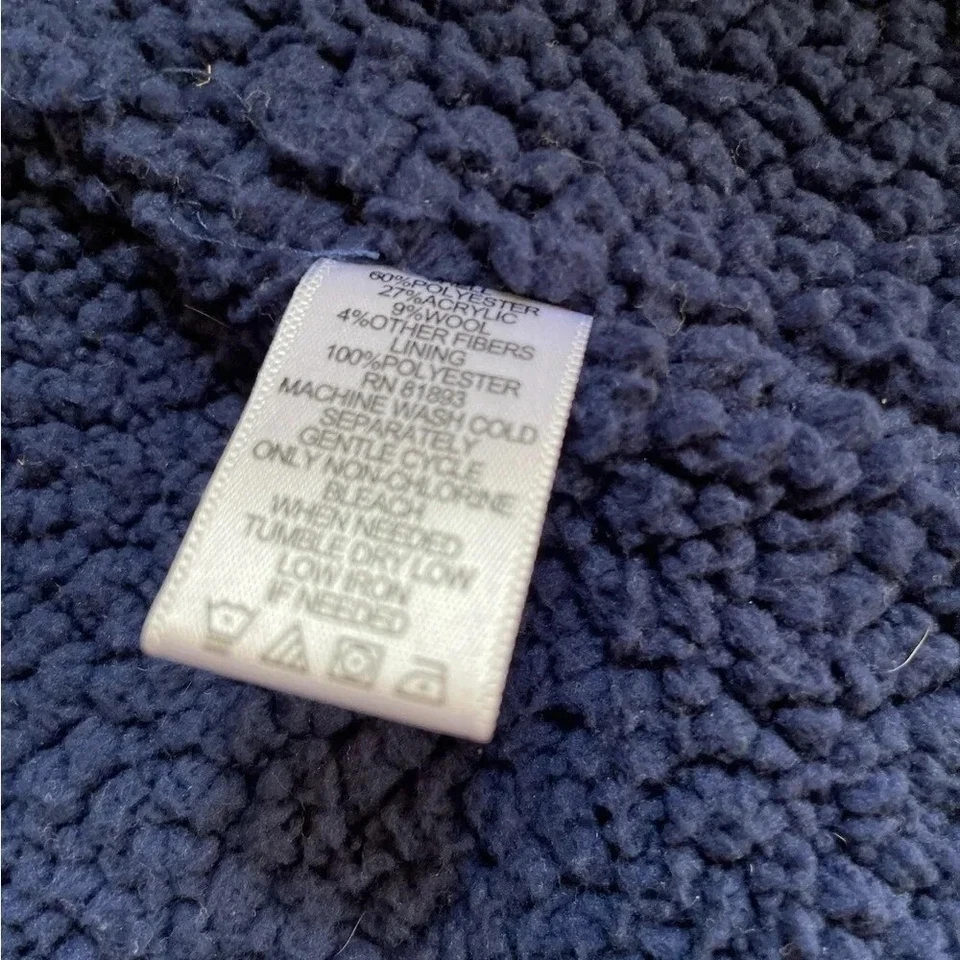 60%POLYESTER
27%ACRYLIC
9%WOOL
4%OTHER FIBERS
LINING
100%POLYESTER
RN 61893
MACHINE WASH COLD
SEPARATELY
GENTLE CYCLE
ONLY NON-CHLORINE
BLEACH
WHEN NEEDED
TUMBLE DRY LOW
LOW IRON
IF NEEDED